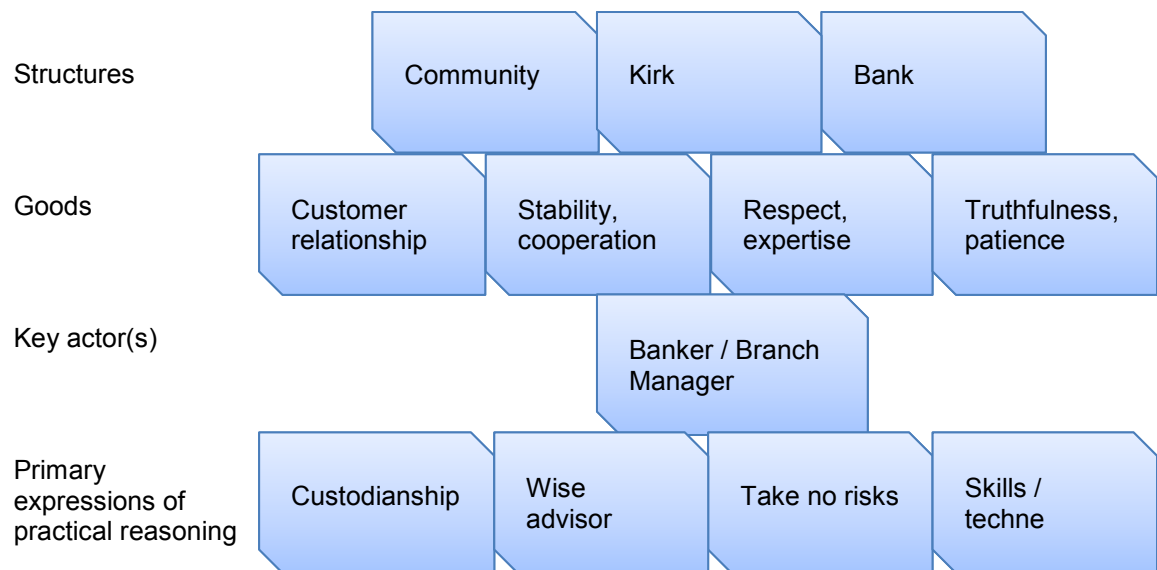 Structures
Community
Kirk
Bank
Goods
Customer
relationship
Stability,
cooperation
Respect,
expertise
Truthfulness,
patience
Key actor(s)
Banker / Branch
Manager
Primary
expressions of
practical reasoning
Custodianship
Wise
advisor
Take no risks
Skills /
techne